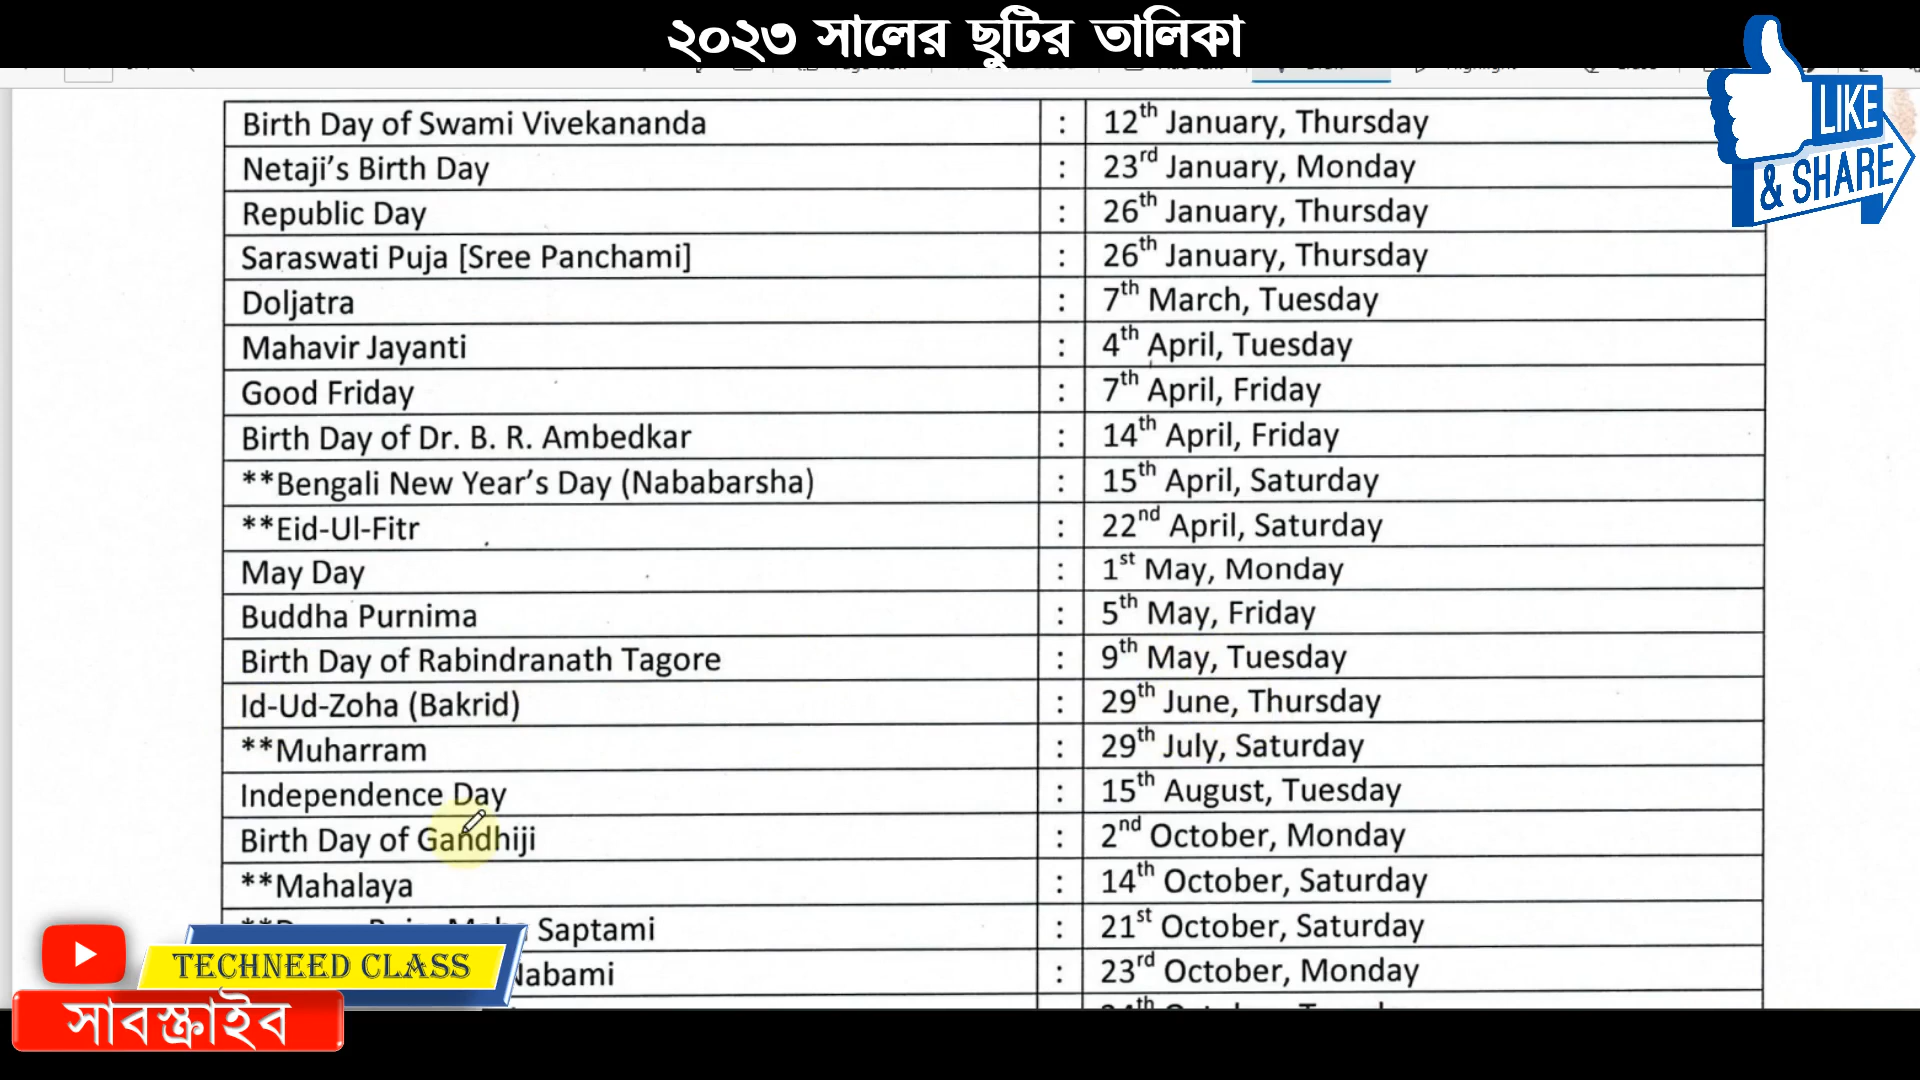 ২০২৩ সালের ছুটির তালিকা
LIKE
& SHARE
Birth Day of Swami Vivekananda : 12th January, Thursday
Netaji’s Birth Day : 23rd January, Monday
Republic Day : 26th January, Thursday
Saraswati Puja [Sree Panchami] : 26th January, Thursday
Doljatra : 7th March, Tuesday
Mahavir Jayanti : 4th April, Tuesday
Good Friday : 7th April, Friday
Birth Day of Dr. B. R. Ambedkar : 14th April, Friday
**Bengali New Year’s Day (Nababarsha) : 15th April, Saturday
**Eid-Ul-Fitr : 22nd April, Saturday
May Day : 1st May, Monday
Buddha Purnima : 5th May, Friday
Birth Day of Rabindranath Tagore : 9th May, Tuesday
Id-Ud-Zoha (Bakrid) : 29th June, Thursday
**Muharram : 29th July, Saturday
Independence Day : 15th August, Tuesday
Birth Day of Gandhiji : 2nd October, Monday
**Mahalaya : 14th October, Saturday
Saptami : 21st October, Saturday
Nabami : 23rd October, Monday
TECHNEED CLASS
সাবস্ক্রাইব